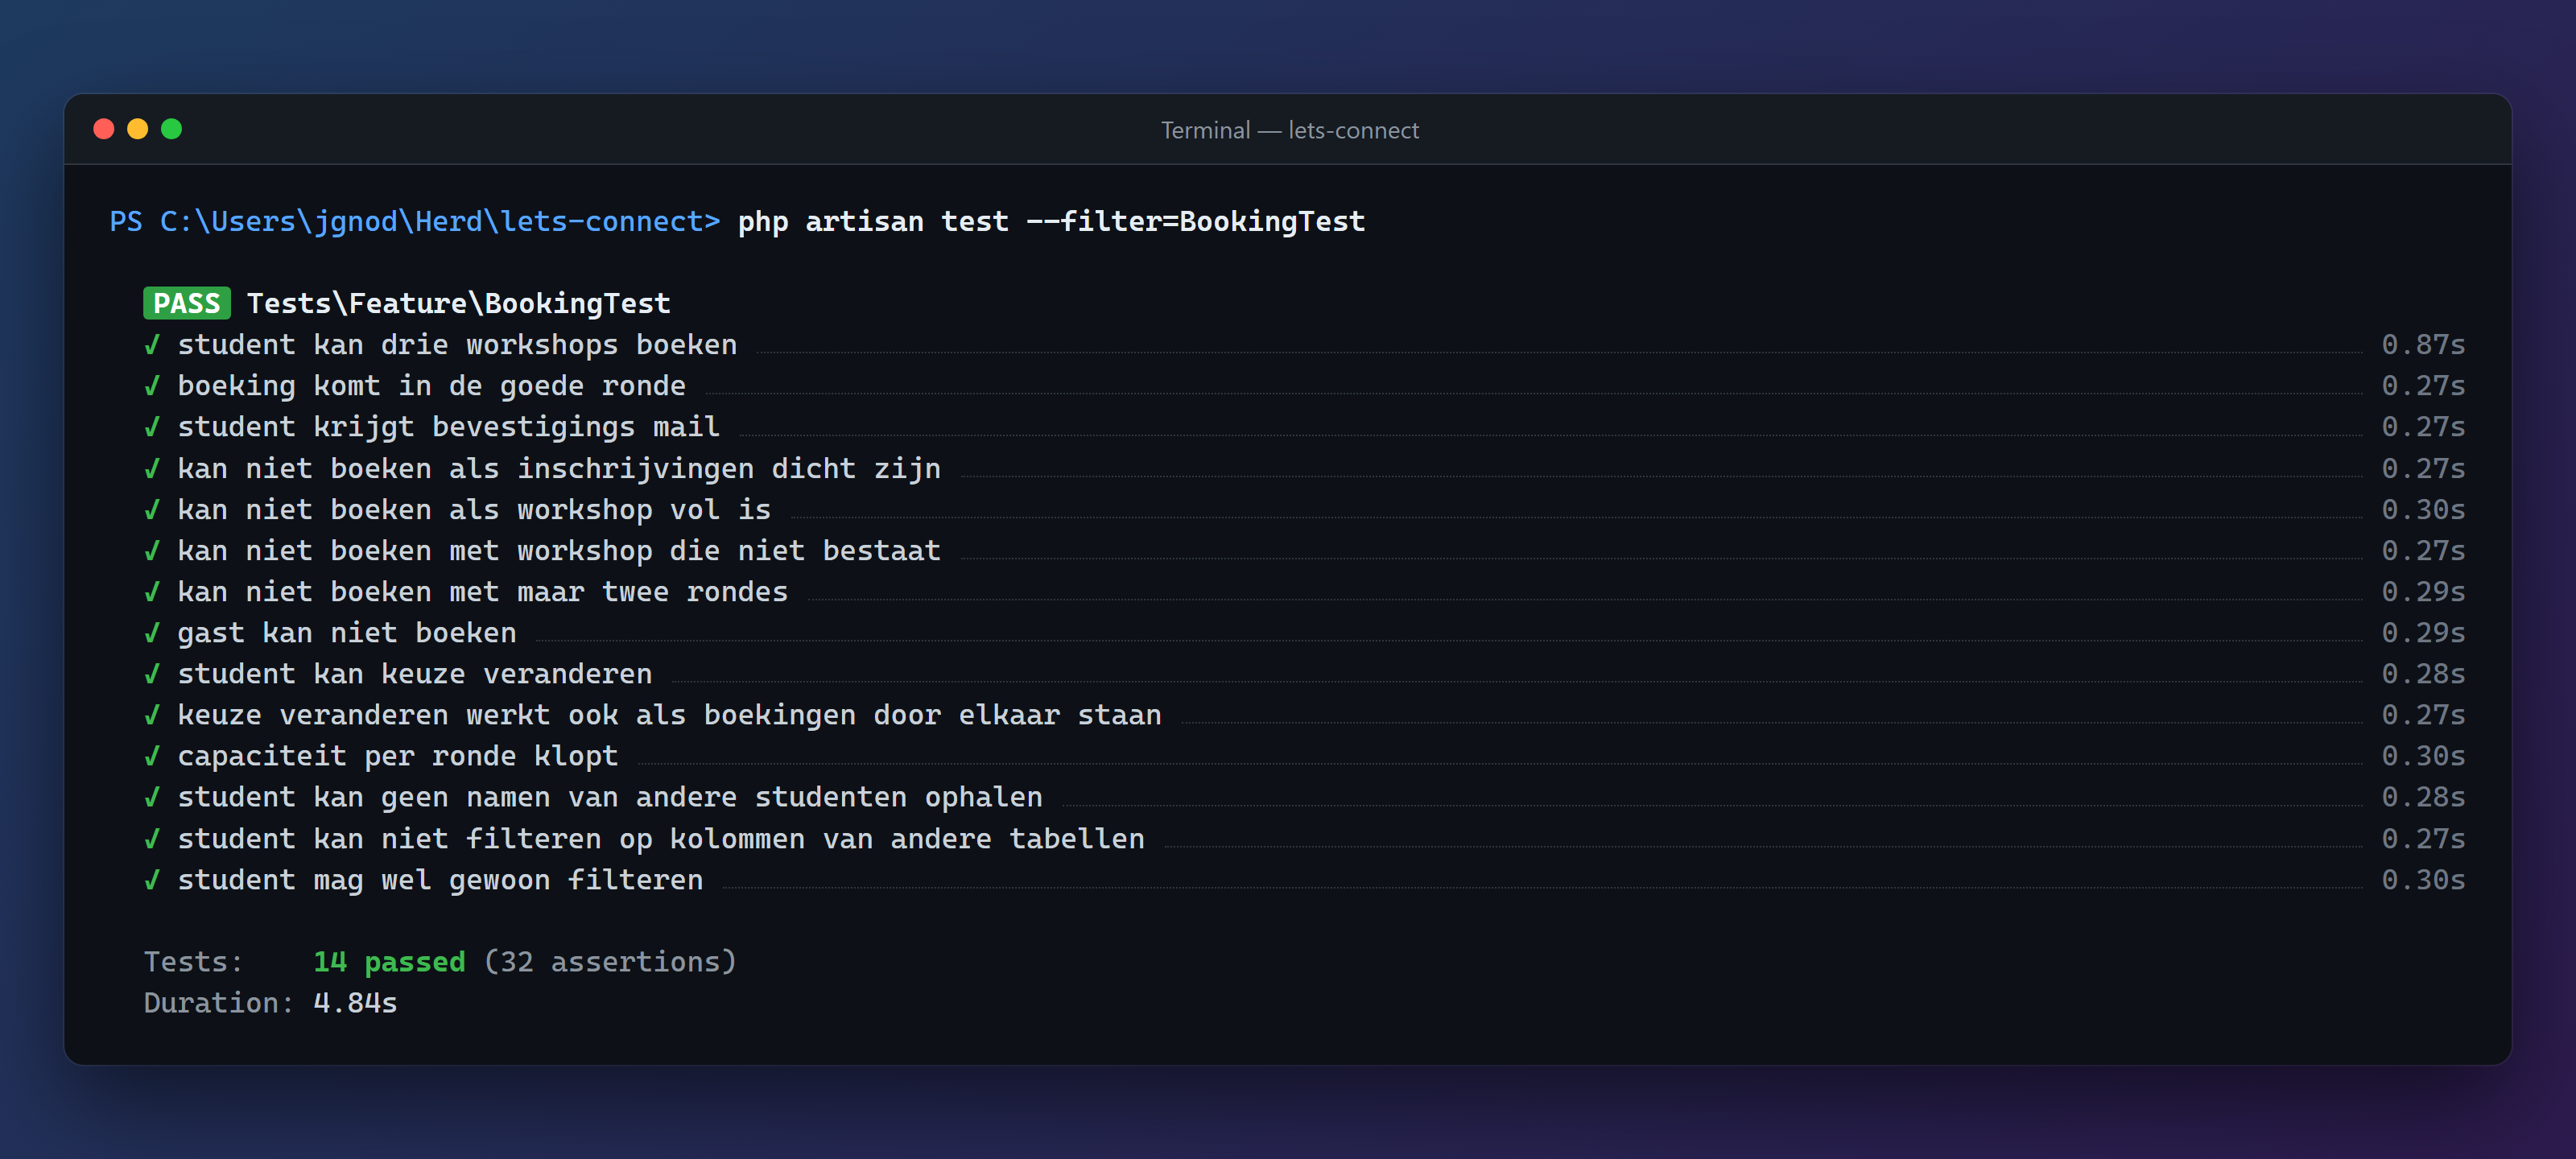 Terminal — lets-connect
PS C:\Users\jgnod\Herd\lets-connect> php artisan test --filter=BookingTest
PASS Tests\Feature\BookingTest
✓ student kan drie workshops boeken 0.87s
✓ boeking komt in de goede ronde 0.27s
✓ student krijgt bevestigings mail 0.27s
✓ kan niet boeken als inschrijvingen dicht zijn 0.27s
✓ kan niet boeken als workshop vol is 0.30s
✓ kan niet boeken met workshop die niet bestaat 0.27s
✓ kan niet boeken met maar twee rondes 0.29s
✓ gast kan niet boeken 0.29s
✓ student kan keuze veranderen 0.28s
✓ keuze veranderen werkt ook als boekingen door elkaar staan 0.27s
✓ capaciteit per ronde klopt 0.30s
✓ student kan geen namen van andere studenten ophalen 0.28s
✓ student kan niet filteren op kolommen van andere tabellen 0.27s
✓ student mag wel gewoon filteren 0.30s
Tests: 14 passed (32 assertions)
Duration: 4.84s